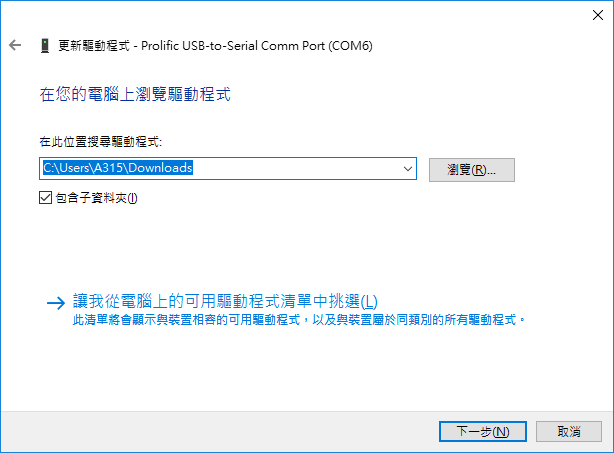 更新驅動程式 - Prolific USB-to-Serial Comm Port (COM6)
在您的電腦上瀏覽驅動程式
在此位置搜尋驅動程式:
C:\Users\A315\Downloads
瀏覽(R)...
包含子資料夾(I)
讓我從電腦上的可用驅動程式清單中挑選(L)
此清單將會顯示與裝置相容的可用驅動程式，以及與裝置屬於同類別的所有驅動程式。
下一步(N)
取消